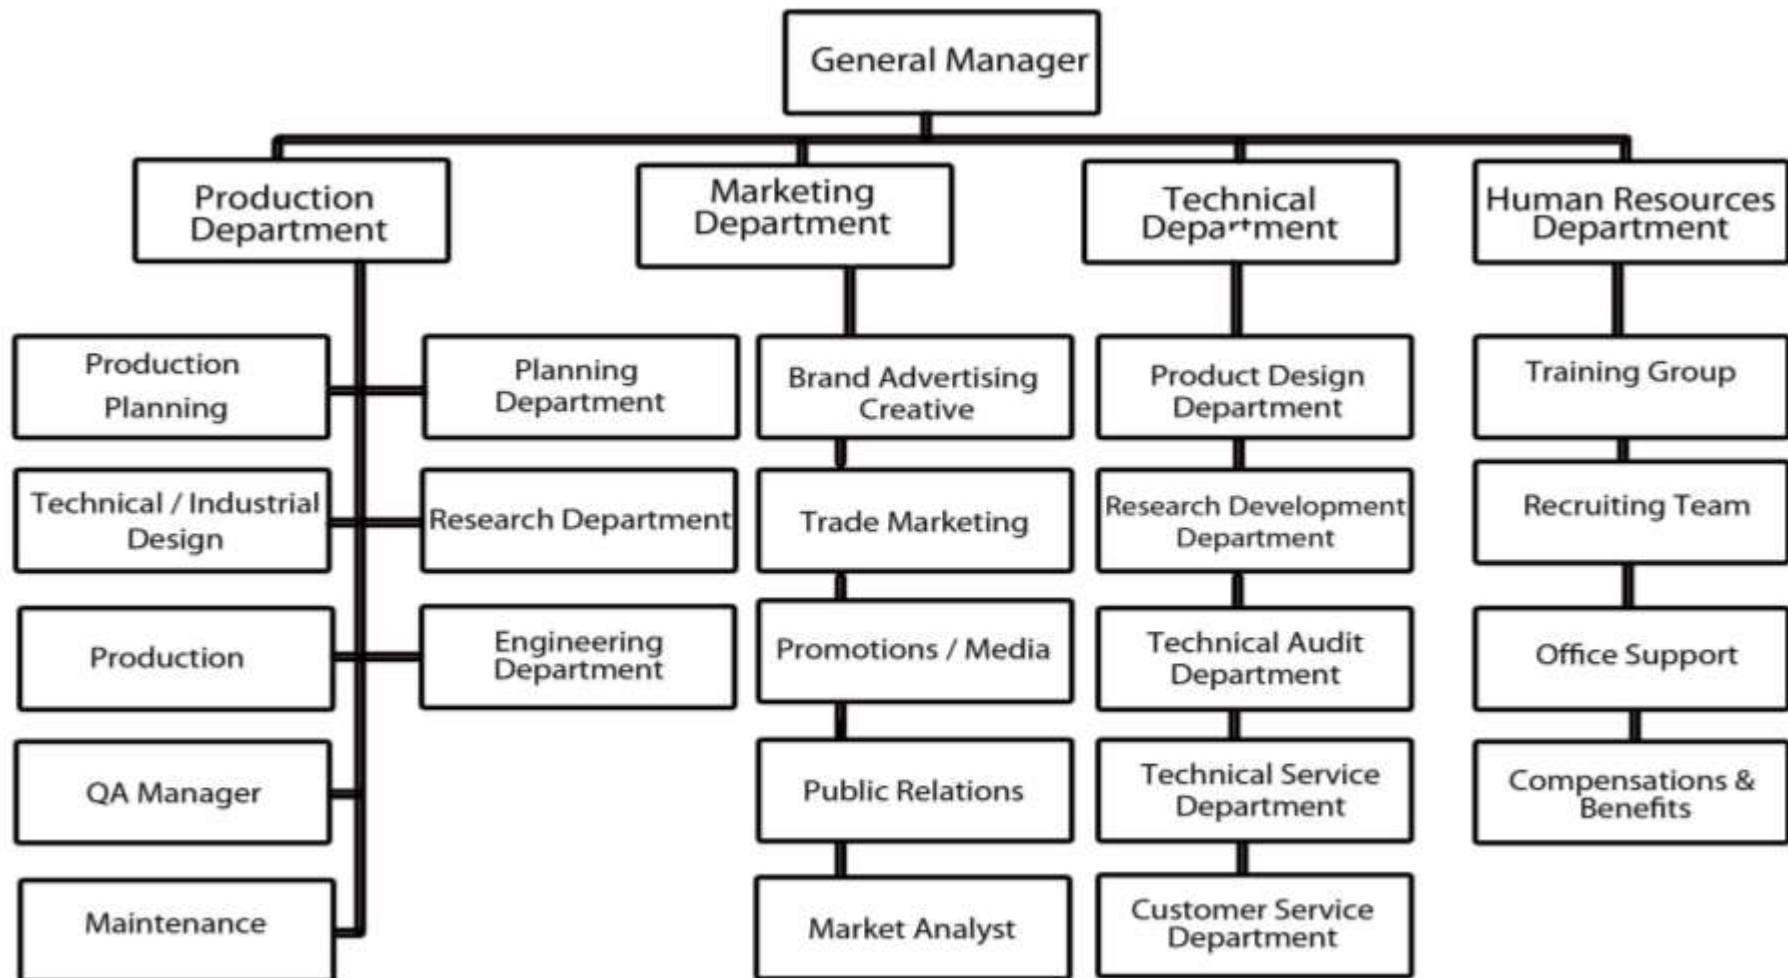 General Manager
Production
Department
Marketing
Department
Technical
Department
Human Resources
Department
Production
Planning
Planning
Department
Brand Advertising
Creative
Product Design
Department
Training Group
Technical / Industrial
Design
Research Department
Trade Marketing
Research Development
Department
Recruiting Team
Production
Engineering
Department
Promotions / Media
Technical Audit
Department
Office Support
QA Manager
Public Relations
Technical Service
Department
Compensations &
Benefits
Maintenance
Market Analyst
Customer Service
Department